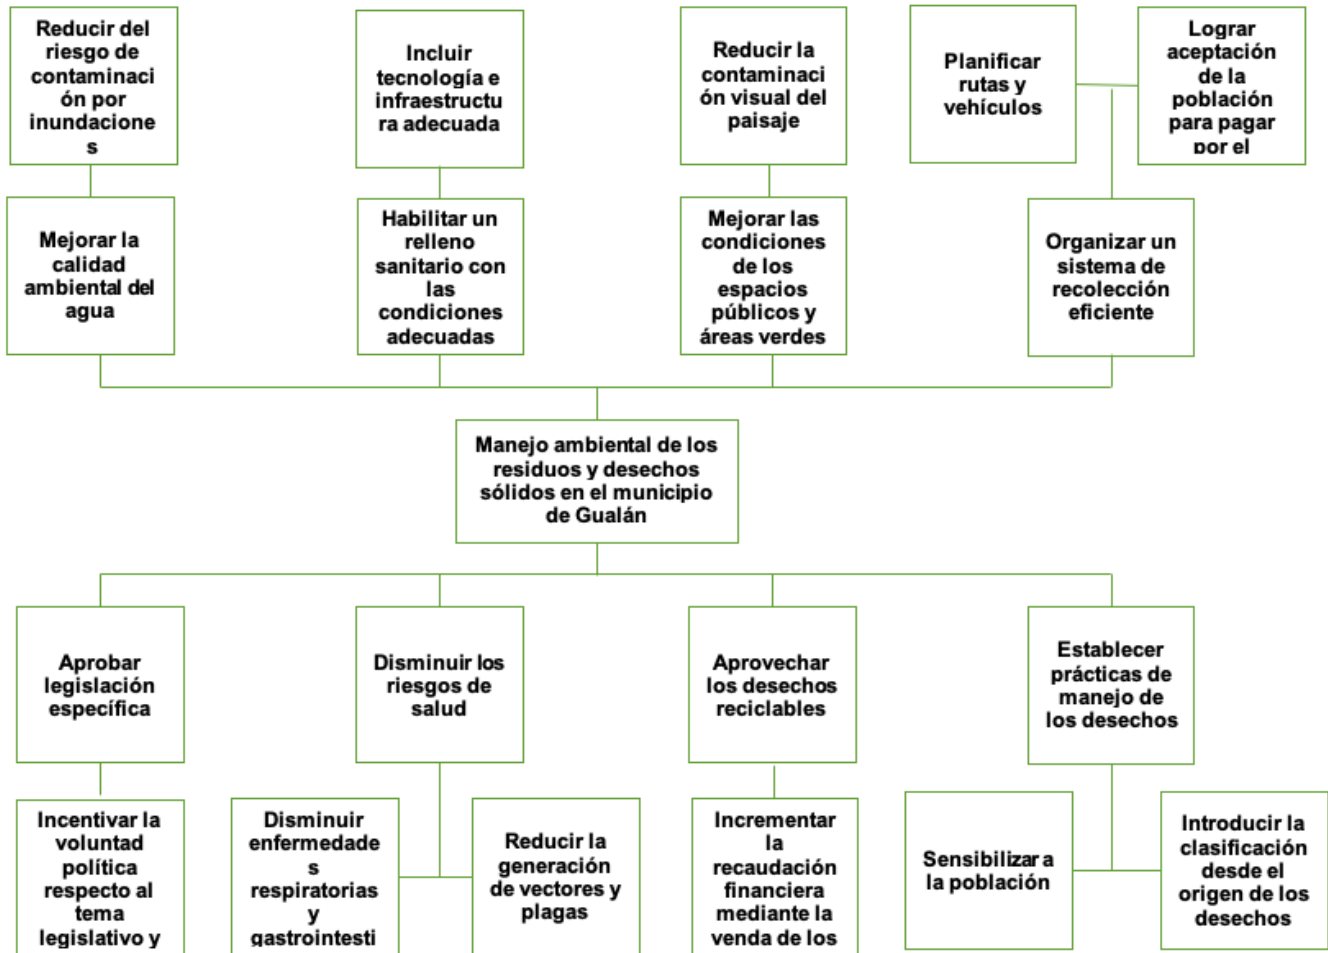 Reducir del
riesgo de
contaminaci
ón por
inundacione
s
Incluir
tecnología e
infraestructu
ra adecuada
Reducir la
contaminaci
ón visual del
paisaje
Planificar
rutas y
vehículos
Lograr
aceptación
de la
población
para pagar
por el
Mejorar la
calidad
ambiental del
agua
Habilitar un
relleno
sanitario con
las
condiciones
adecuadas
Mejorar las
condiciones
de los
espacios
públicos y
áreas verdes
Organizar un
sistema de
recolección
eficiente
Manejo ambiental de los
residuos y desechos
sólidos en el municipio
de Gualán
Aprobar
legislación
específica
Disminuir los
riesgos de
salud
Aprovechar
los desechos
reciclables
Establecer
prácticas de
manejo de
los desechos
Incentivar la
voluntad
política
respecto al
tema
legislativo y
Disminuir
enfermedade
s
respiratorias
y
gastrointesti
Reducir la
generación
de vectores y
plagas
Incrementar
la
recaudación
financiera
mediante la
venda de los
Sensibilizar a
la población
Introducir la
clasificación
desde el
origen de los
desechos